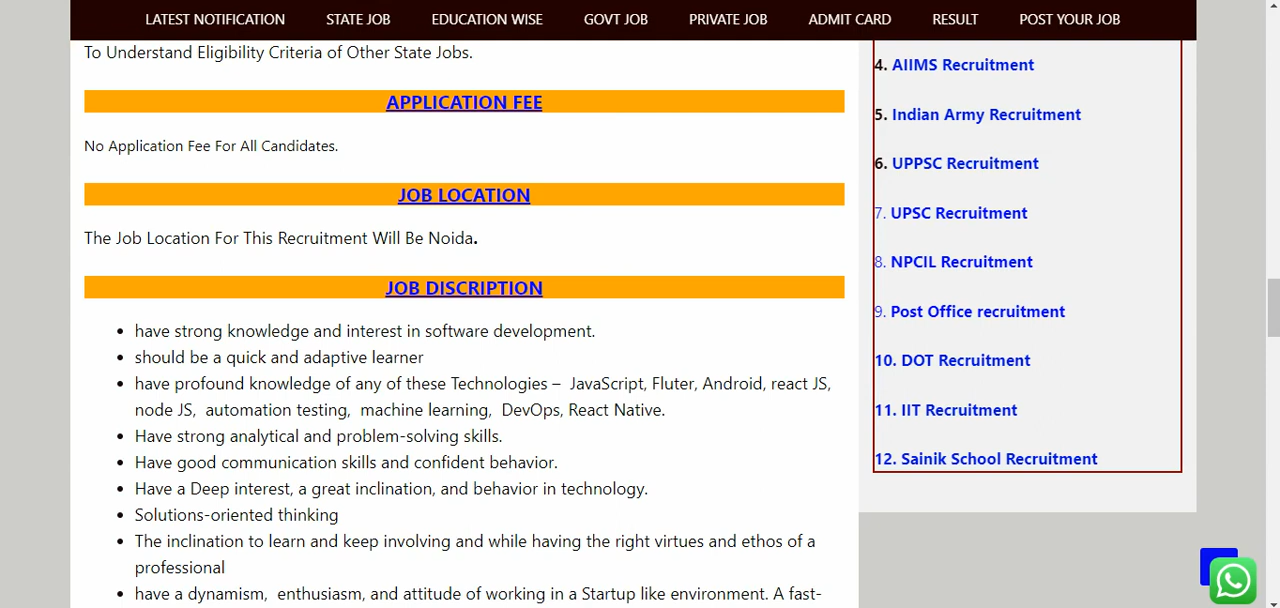 LATEST NOTIFICATION STATE JOB EDUCATION WISE GOVT JOB PRIVATE JOB ADMIT CARD RESULT POST YOUR JOB
To Understand Eligibility Criteria of Other State Jobs.
APPLICATION FEE
No Application Fee For All Candidates.
JOB LOCATION
The Job Location For This Recruitment Will Be Noida.
JOB DISCRIPTION
• have strong knowledge and interest in software development.
• should be a quick and adaptive learner
• have profound knowledge of any of these Technologies – JavaScript, Fluter, Android, react JS,
node JS, automation testing, machine learning, DevOps, React Native.
• Have strong analytical and problem-solving skills.
• Have good communication skills and confident behavior.
• Have a Deep interest, a great inclination, and behavior in technology.
• Solutions-oriented thinking
• The inclination to learn and keep involving and while having the right virtues and ethos of a
professional
• have a dynamism, enthusiasm, and attitude of working in a Startup like environment. A fast-
4. AIIMS Recruitment
5. Indian Army Recruitment
6. UPPSC Recruitment
7. UPSC Recruitment
8. NPCIL Recruitment
9. Post Office recruitment
10. DOT Recruitment
11. IIT Recruitment
12. Sainik School Recruitment